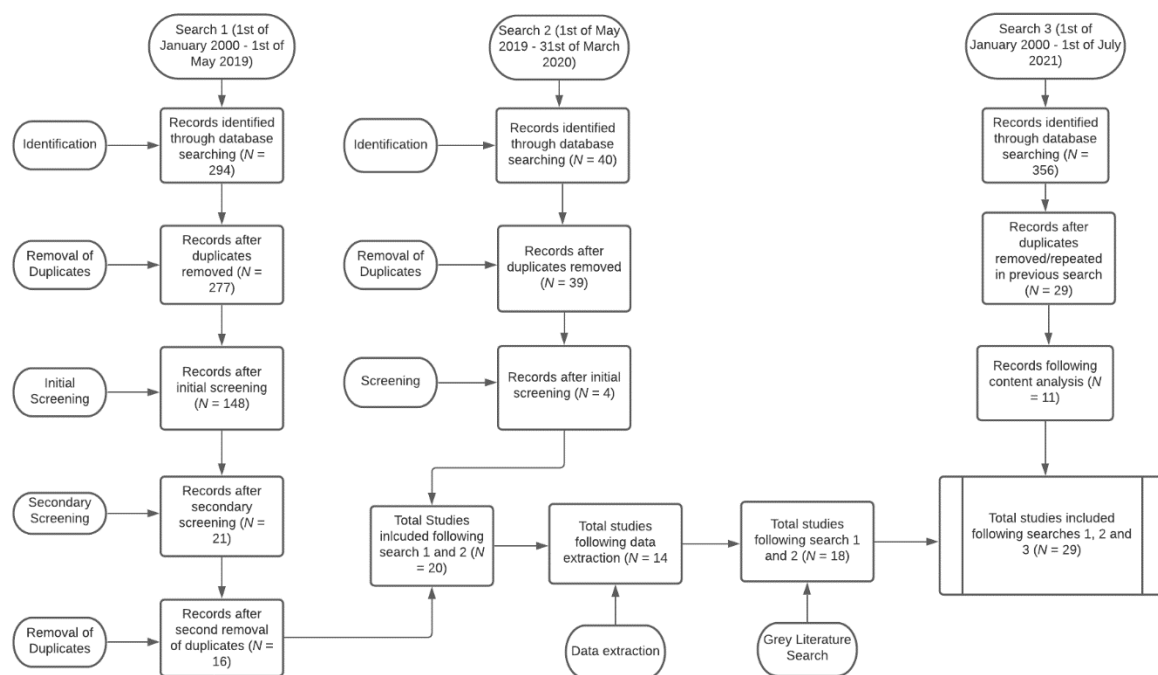 Search 1 (1st of
January 2000 - 1st of
May 2019)
Identification
Records identified
through database
searching (N =
294)
Removal of
Duplicates
Records after
duplicates
removed (N =
277)
Initial
Screening
Records after
initial screening
(N = 148)
Secondary
Screening
Records after
secondary
screening (N =
21)
Removal of
Duplicates
Records after
second removal
of duplicates (N =
16)
Search 2 (1st of May
2019 - 31st of March
2020)
Identification
Records identified
through database
searching (N = 40)
Removal of
Duplicates
Records after
duplicates removed
(N = 39)
Screening
Records after initial
screening (N = 4)
Total Studies
inlcuded following
search 1 and 2 (N
= 20)
Total studies
following data
extraction (N = 14
Data extraction
Total studies
following search 1
and 2 (N = 18)
Grey Literature
Search
Search 3 (1st of
January 2000 - 1st of
July 2021)
Records identified
through database
searching (N =
356)
Records after
duplicates
removed/repeated
in previous search
(N = 29)
Records following
content analysis (N
= 11)
Total studies included
following searches 1, 2 and
3 (N = 29)